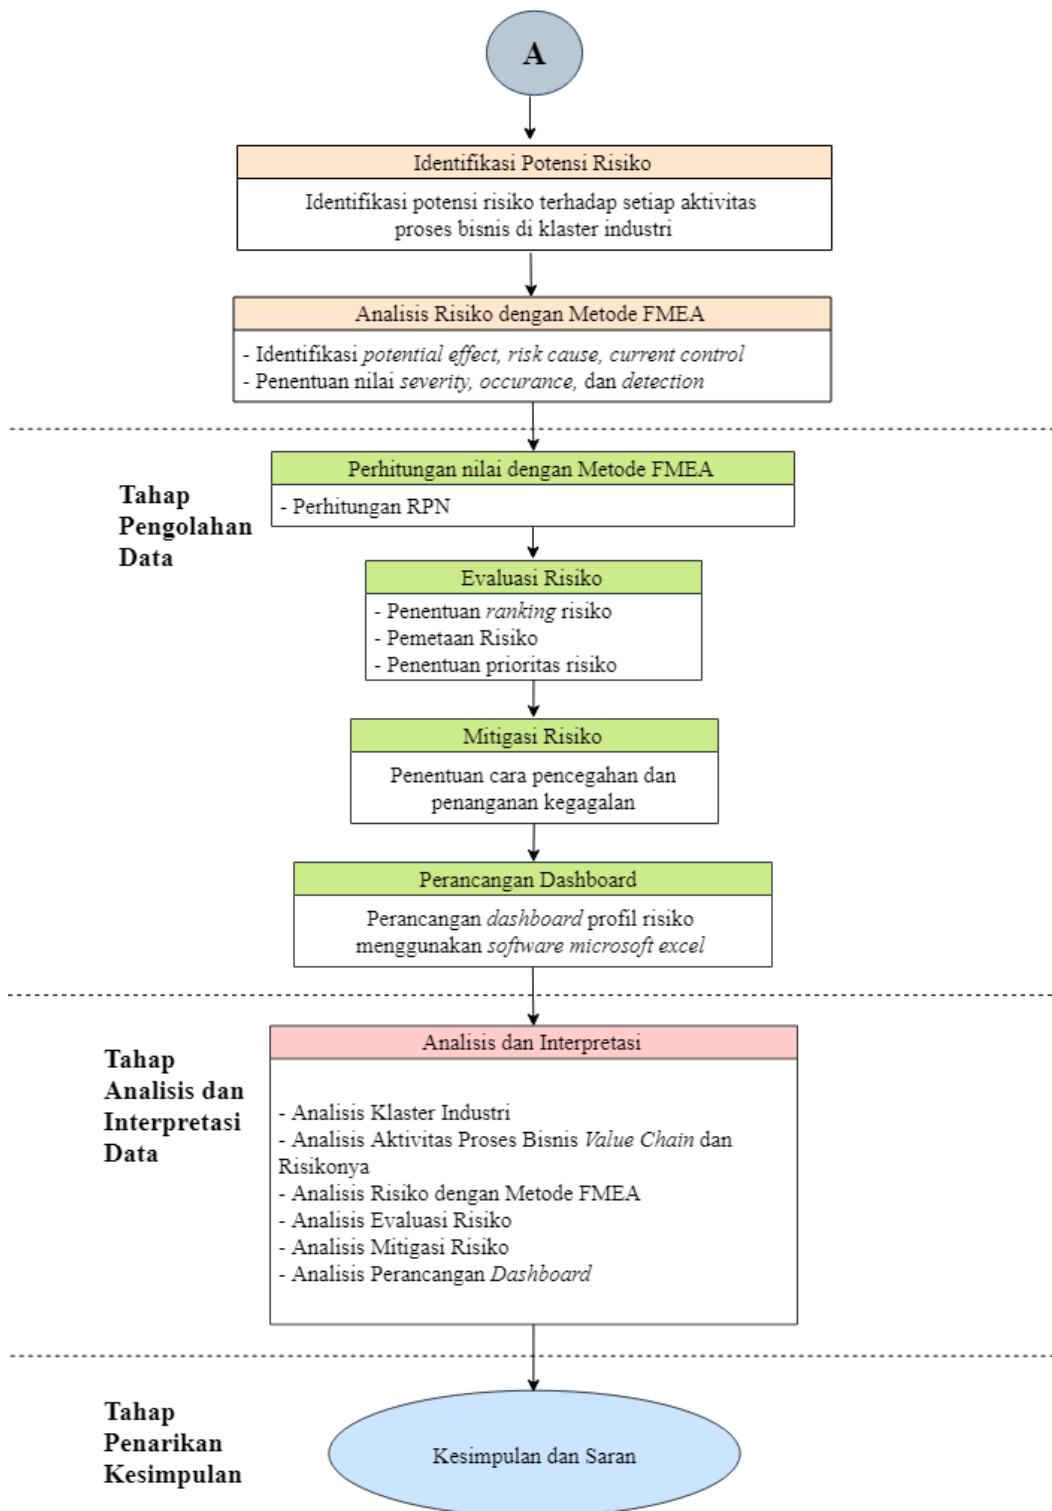 A
Identifikasi Potensi Risiko
Identifikasi potensi risiko terhadap setiap aktivitas
proses bisnis di klaster industri
Analisis Risiko dengan Metode FMEA
- Identifikasi potential effect, risk cause, current control
- Penentuan nilai severity, occurance, dan detection
Tahap
Pengolahan
Data
Perhitungan nilai dengan Metode FMEA
- Perhitungan RPN
Evaluasi Risiko
- Penentuan ranking risiko
- Pemetaan Risiko
- Penentuan prioritas risiko
Mitigasi Risiko
Penentuan cara pencegahan dan
penanganan kegagalan
Perancangan Dashboard
Perancangan dashboard profil risiko
menggunakan software microsoft excel
Tahap
Analisis dan
Interpretasi
Data
Analisis dan Interpretasi
- Analisis Klaster Industri
- Analisis Aktivitas Proses Bisnis Value Chain dan
Risikonya
- Analisis Risiko dengan Metode FMEA
- Analisis Evaluasi Risiko
- Analisis Mitigasi Risiko
- Analisis Perancangan Dashboard
Tahap
Penarikan
Kesimpulan
Kesimpulan dan Saran